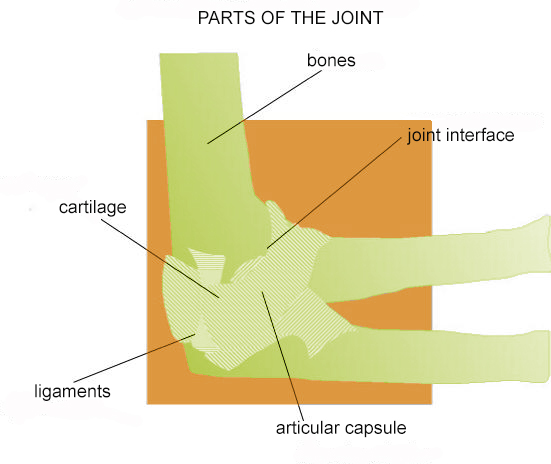 PARTS OF THE JOINT
bones
joint interface
cartilage
ligaments
articular capsule